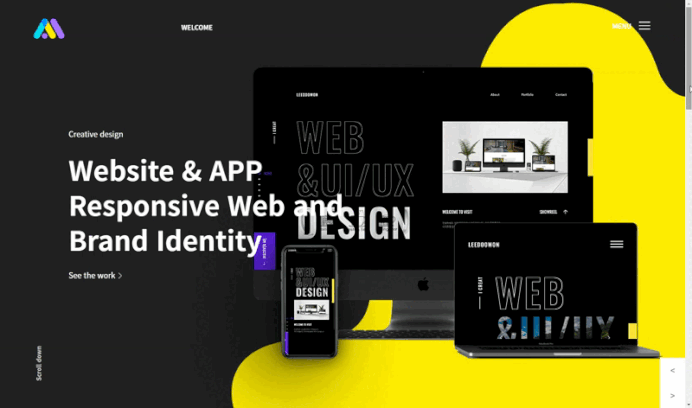 WELCOME
MENU
Creative design
Website & APP
Responsive Web and
Brand Identity
See the work >
Scroll down
LEEDOOWON
About
Portfolio
Contact
WEB
&UI/UX
DESIGN
WELCOME TO VISIT
SHOWREEL
WEB
&UI/UX
DESIGN
WELCOME TO VISIT
LEEDOOWON
I CREAT
WEB
&UI/UX
<
>